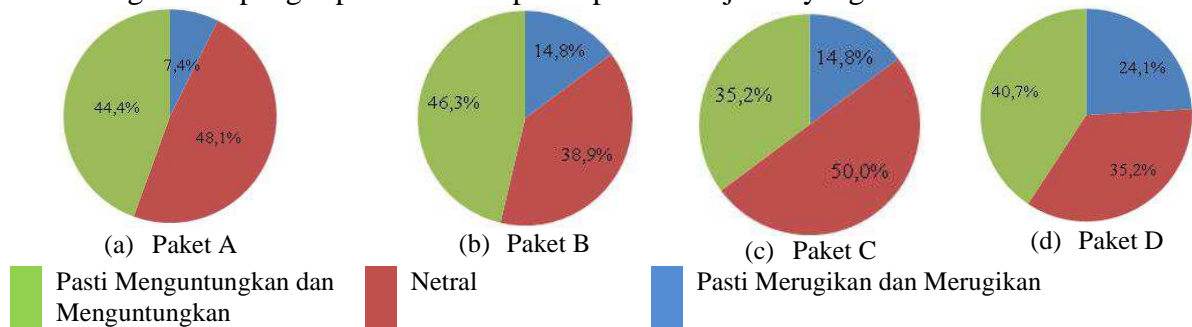 7,4%
44,4%
48,1%
(a) Paket A
14,8%
46,3%
38,9%
(b) Paket B
14,8%
35,2%
50,0%
(c) Paket C
24,1%
40,7%
35,2%
(d) Paket D
Pasti Menguntungkan dan
Menguntungkan
Netral
Pasti Merugikan dan Merugikan